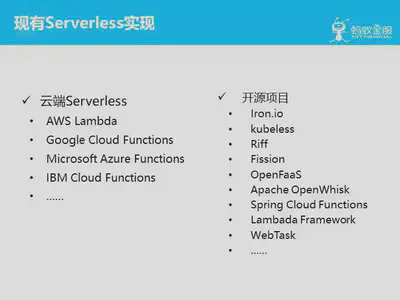 现有Serverless实现
蚂蚁金服
ANT FINANCIAL
✓ 云端Serverless
• AWS Lambda
• Google Cloud Functions
• Microsoft Azure Functions
• IBM Cloud Functions
• ……
✓ 开源项目
• Iron.io
• kubeless
• Riff
• Fission
• OpenFaaS
• Apache OpenWhisk
• Spring Cloud Functions
• Lambada Framework
• WebTask
• ……